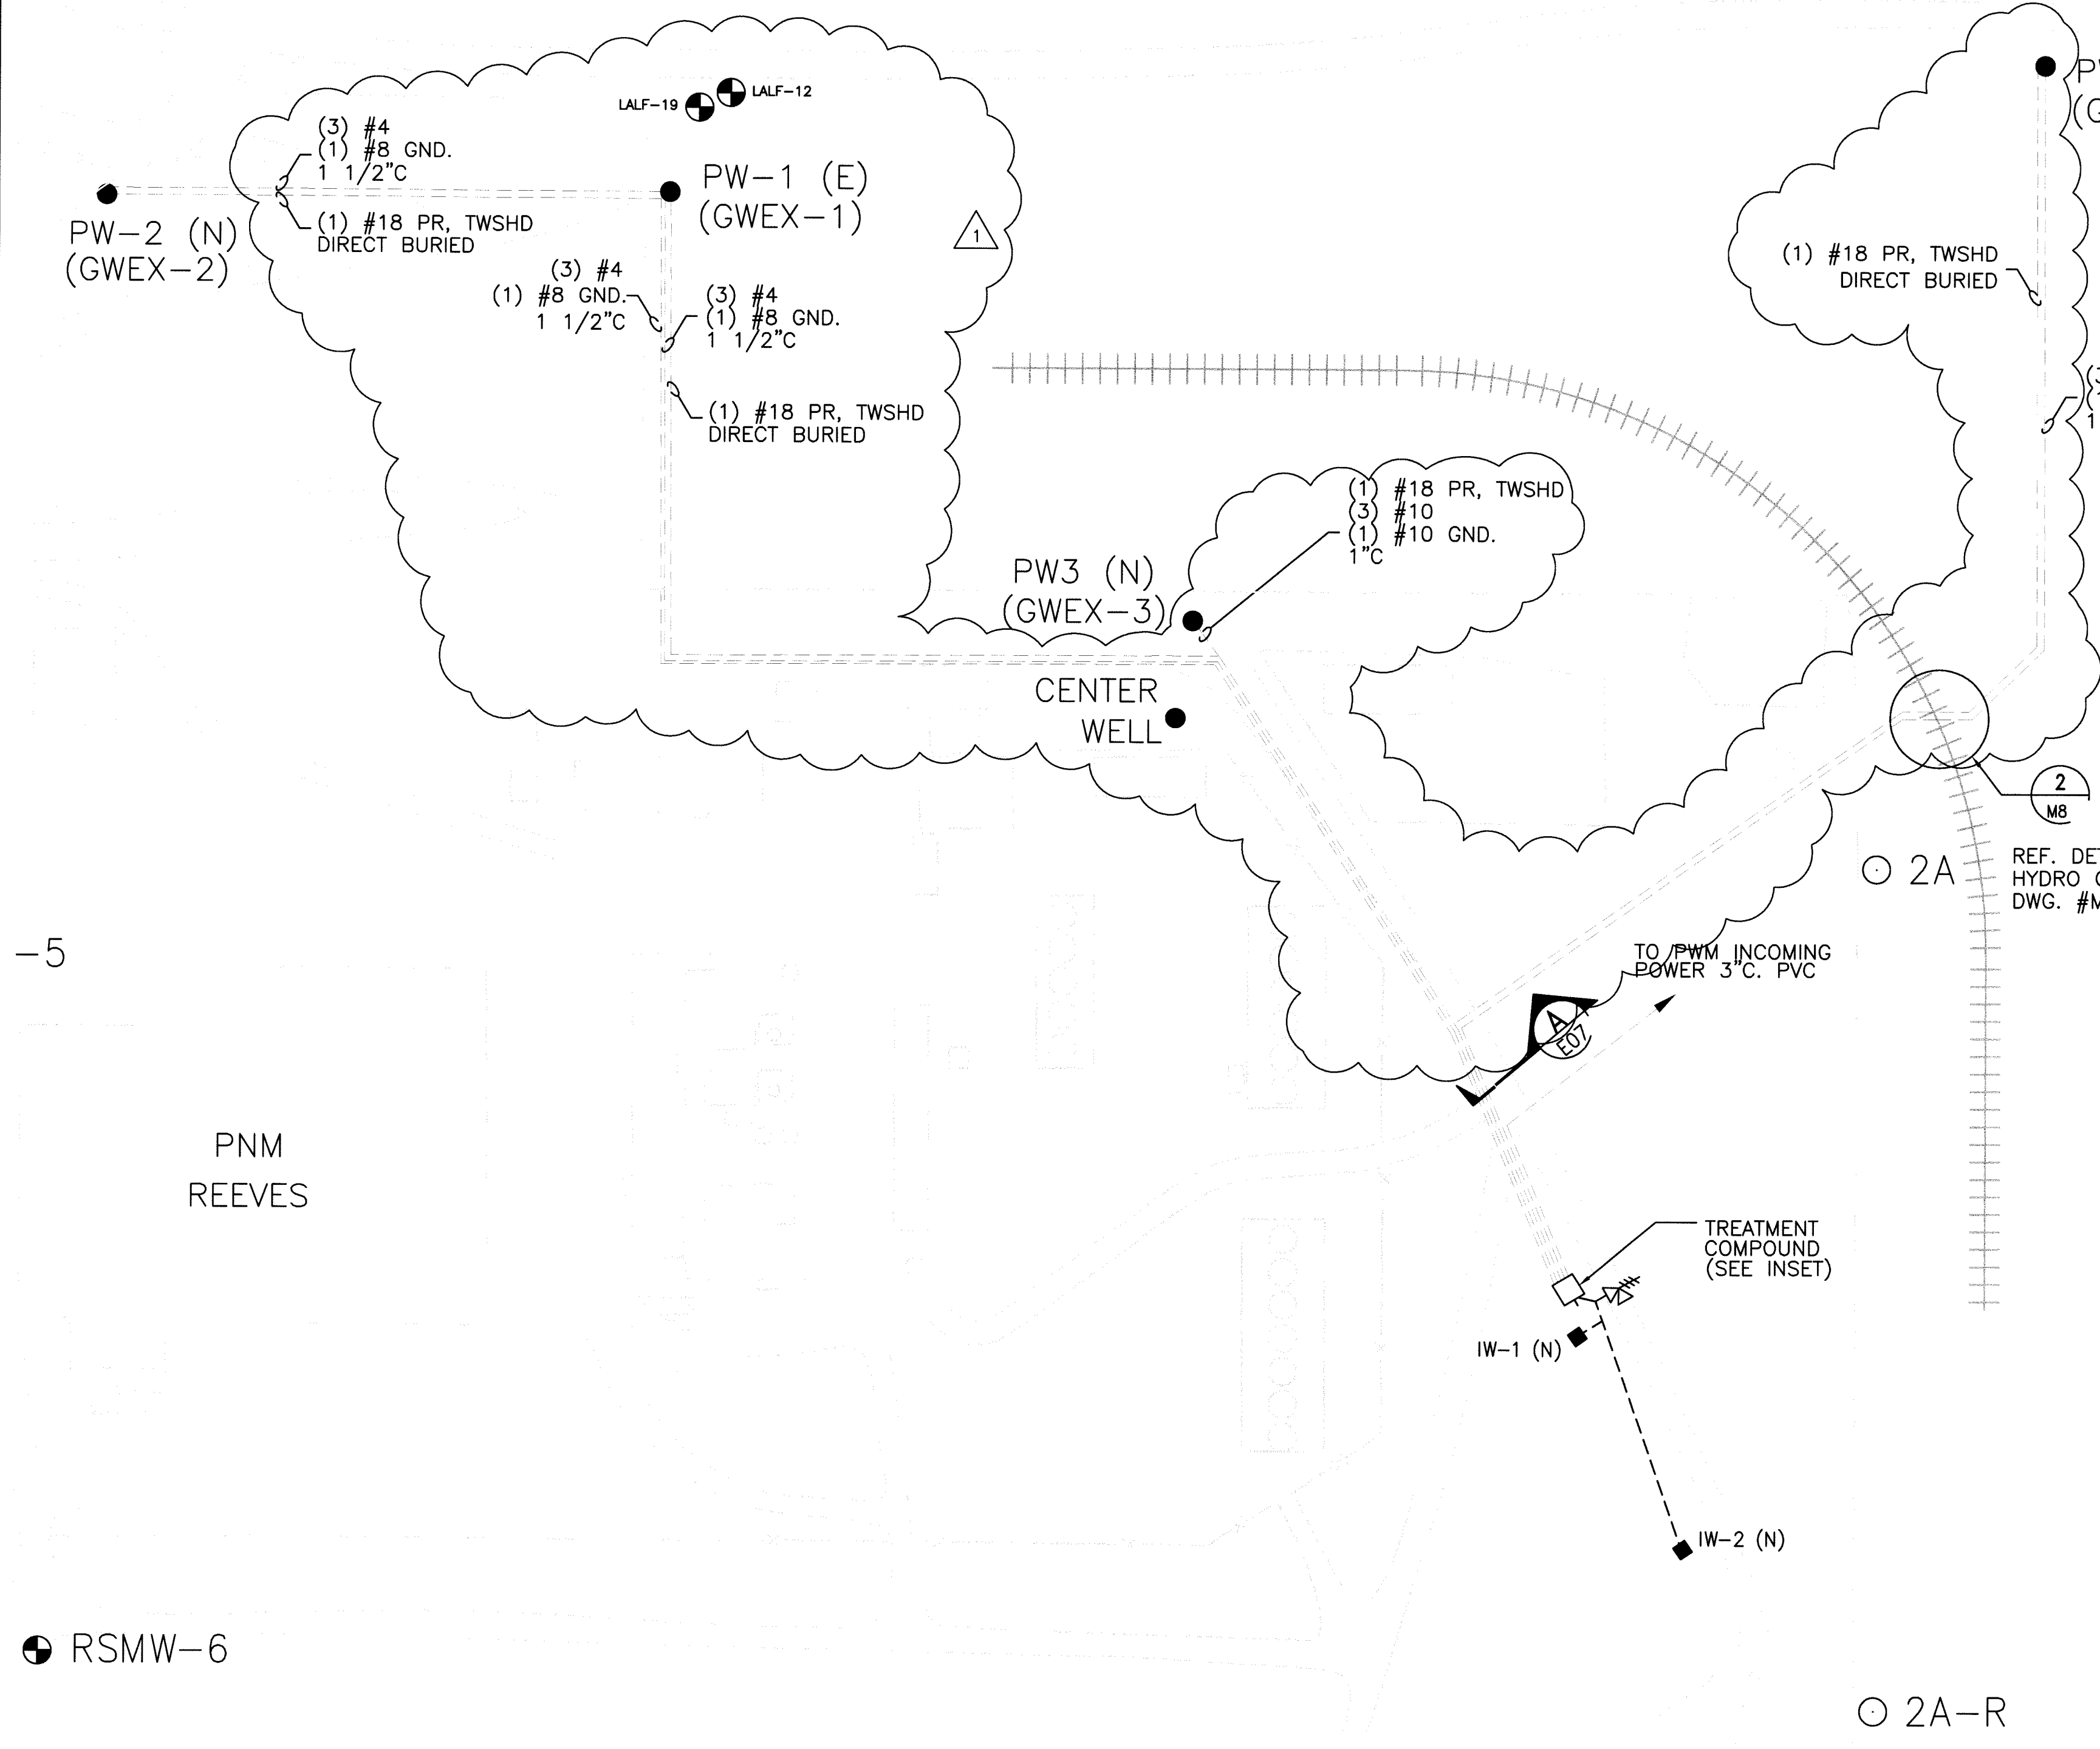 LALF-19
LALF-12
(3) #4
(1) #8 GND.
1 1/2"C
(1) #18 PR, TWSHD
DIRECT BURIED
PW-2 (N)
(GWEX-2)
PW-1 (E)
(GWEX-1)
1
(3) #4
(1) #8 GND.
1 1/2"C
(3) #4
(1) #8 GND.
1 1/2"C
(1) #18 PR, TWSHD
DIRECT BURIED
(1) #18 PR, TWSHD
DIRECT BURIED
(1) #18 PR, TWSHD
(3) #10
(1) #10 GND.
1"C
PW3 (N)
(GWEX-3)
CENTER
WELL
2
M8
2A
REF.
HYDRO
DWG.
-5
TO PWM INCOMING
POWER 3"C. PVC
A
E07
PNM
REEVES
TREATMENT
COMPOUND
(SEE INSET)
IW-1 (N)
IW-2 (N)
RSMW-6
2A-R